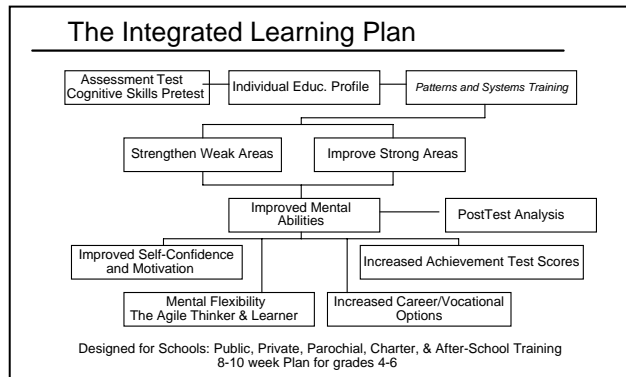 The Integrated Learning Plan
Assessment Test
Cognitive Skills Pretest
Individual Educ. Profile
Patterns and Systems Training
Strengthen Weak Areas
Improve Strong Areas
Improved Mental
Abilities
PostTest Analysis
Improved Self-Confidence
and Motivation
Increased Achievement Test Scores
Mental Flexibility
The Agile Thinker & Learner
Increased Career/Vocational
Options
Designed for Schools: Public, Private, Parochial, Charter, & After-School Training
8-10 week Plan for grades 4-6